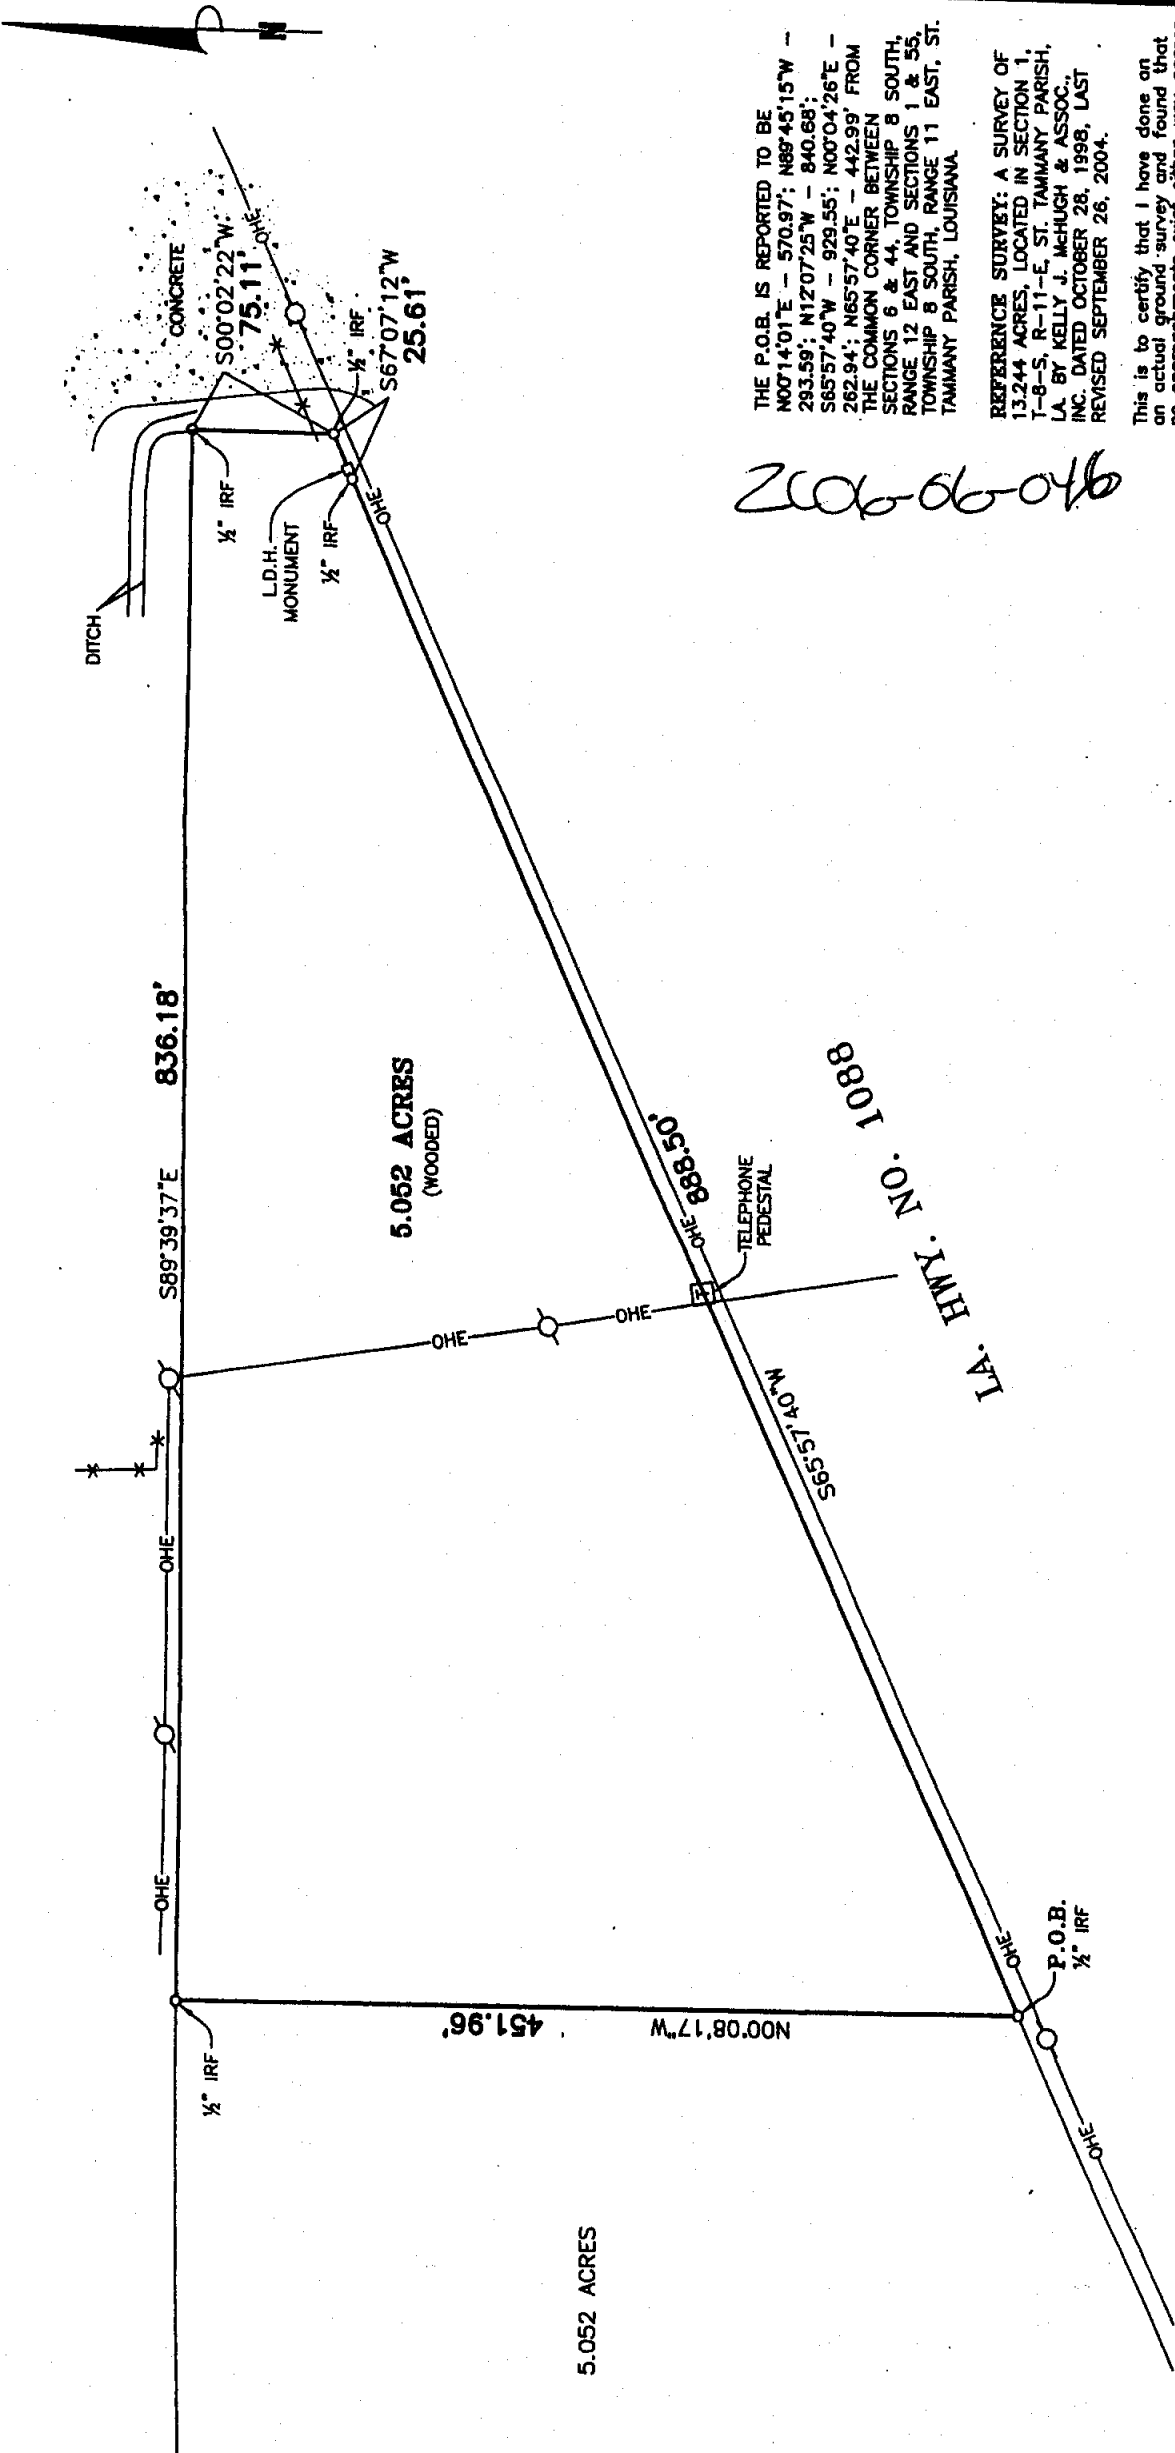 N
CONCRETE
S00°02'22"W
75.11'
½" IRF
S67°07'12"W
25.61'
OHE
½" IRF
L.D.H.
MONUMENT
½" IRF
OHE
DITCH
S89°39'37"E 836.18'
5.052 ACRES
(WOODED)
888.50'
OHE
TELEPHONE
PEDESTAL
T
OHE
OHE
S65°57'40"W
LA. HWY. NO. 1088
OHE
OHE
N00°08'17"W 451.96'
½" IRF
OHE
P.O.B.
½" IRF
OHE
5.052 ACRES
THE P.O.B. IS REPORTED TO BE
N00°14'01"E – 570.97'; N89°45'15"W –
293.59'; N12°07'25"W – 840.68';
S65°57'40"W – 929.55'; N00°04'26"E –
262.94'; N65°57'40"E – 442.99' FROM
THE COMMON CORNER BETWEEN
SECTIONS 6 & 44, TOWNSHIP 8 SOUTH,
RANGE 12 EAST AND SECTIONS 1 & 55,
TOWNSHIP 8 SOUTH, RANGE 11 EAST, ST.
TAMMANY PARISH, LOUISIANA.
REFERENCE SURVEY: A SURVEY OF
13.244 ACRES, LOCATED IN SECTION 1,
T-8-S, R-11-E, ST. TAMMANY PARISH,
LA. BY KELLY J. McHUGH & ASSOC.,
INC. DATED OCTOBER 28, 1998, LAST
REVISED SEPTEMBER 26, 2004.
This is to certify that I have done an
an actual ground survey and found that
2006-06-046